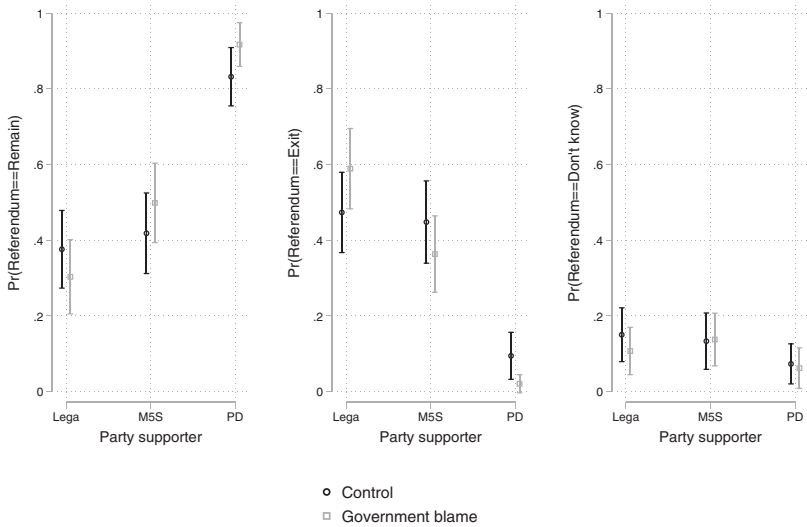 Pr(Referendum==Remain)
1
.8
.6
.4
.2
0
Lega M5S PD
Party supporter
Pr(Referendum==Exit)
1
.8
.6
.4
.2
0
Lega M5S PD
Party supporter
Pr(Referendum==Don't know)
1
.8
.6
.4
.2
0
Lega M5S PD
Party supporter
Control
Government blame